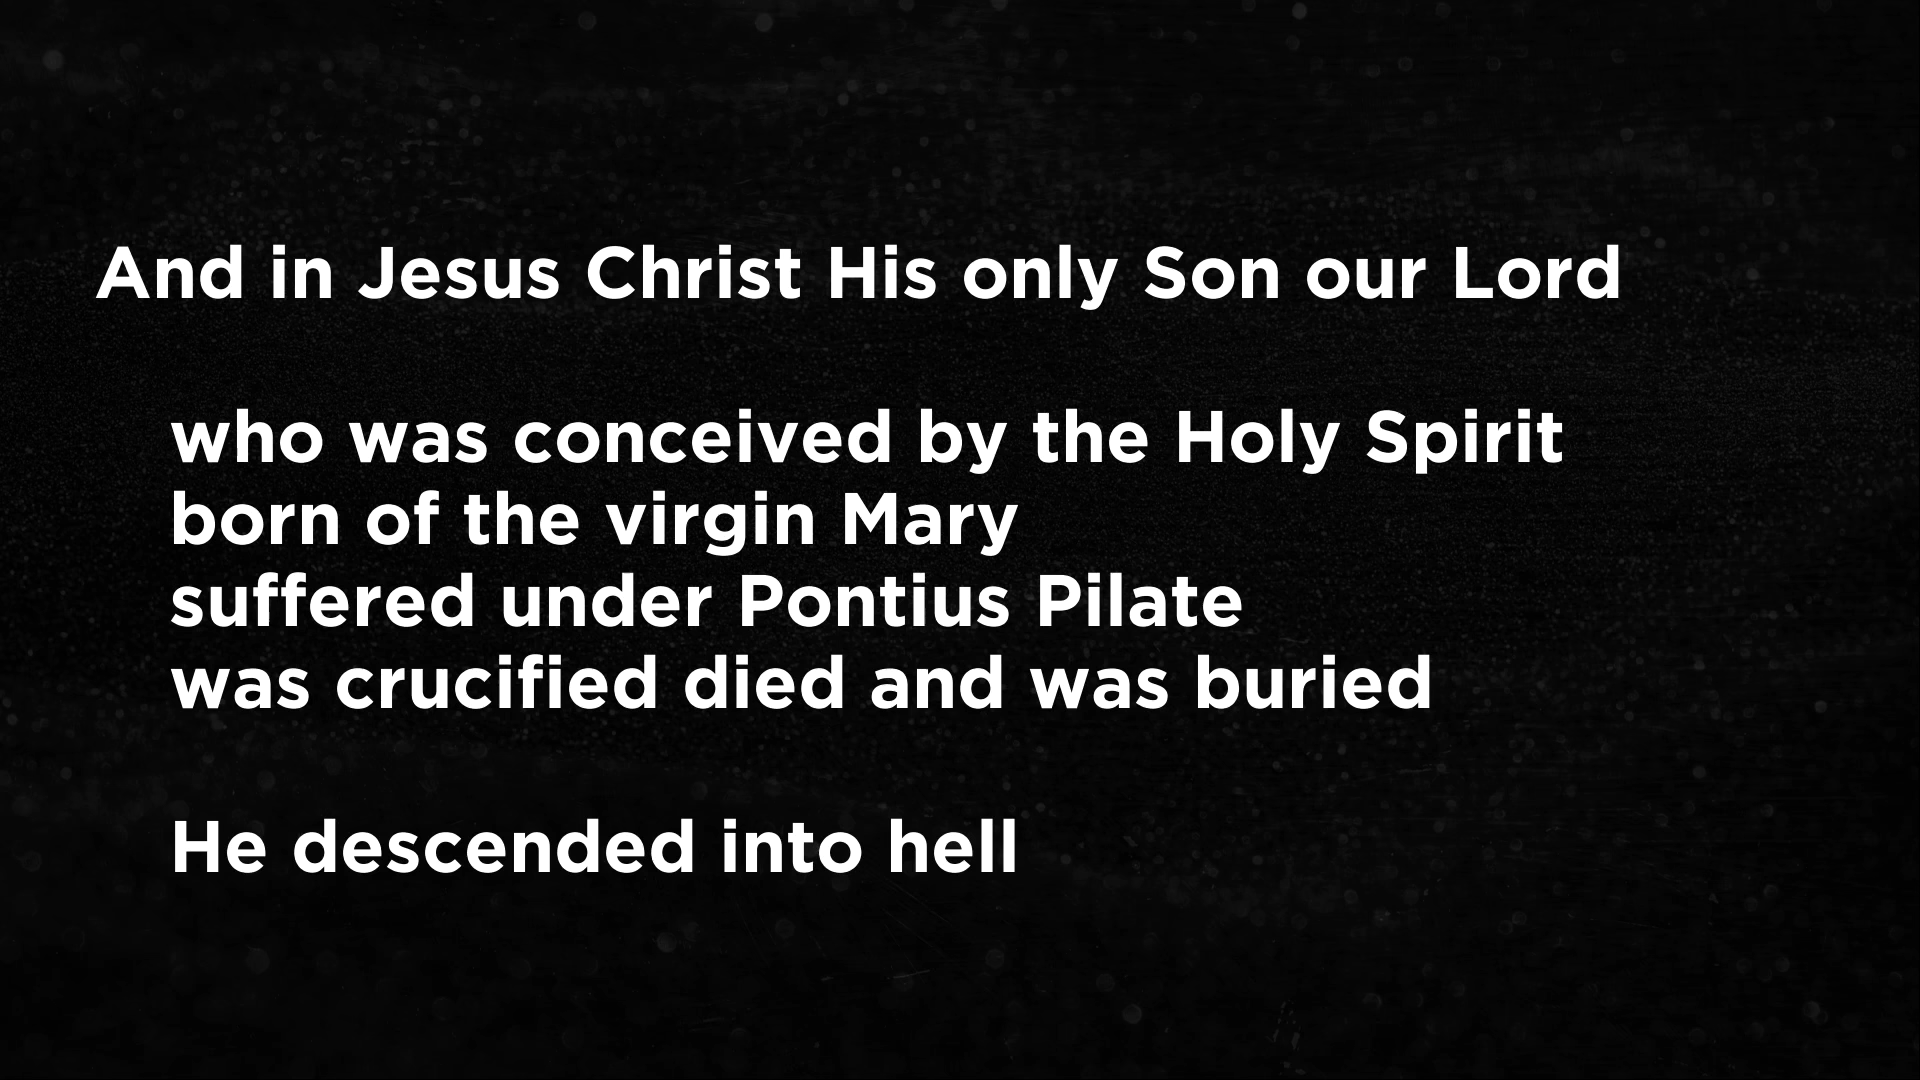 And in Jesus Christ His only Son our Lord
who was conceived by the Holy Spirit
born of the virgin Mary
suffered under Pontius Pilate
was crucified died and was buried
He descended into hell